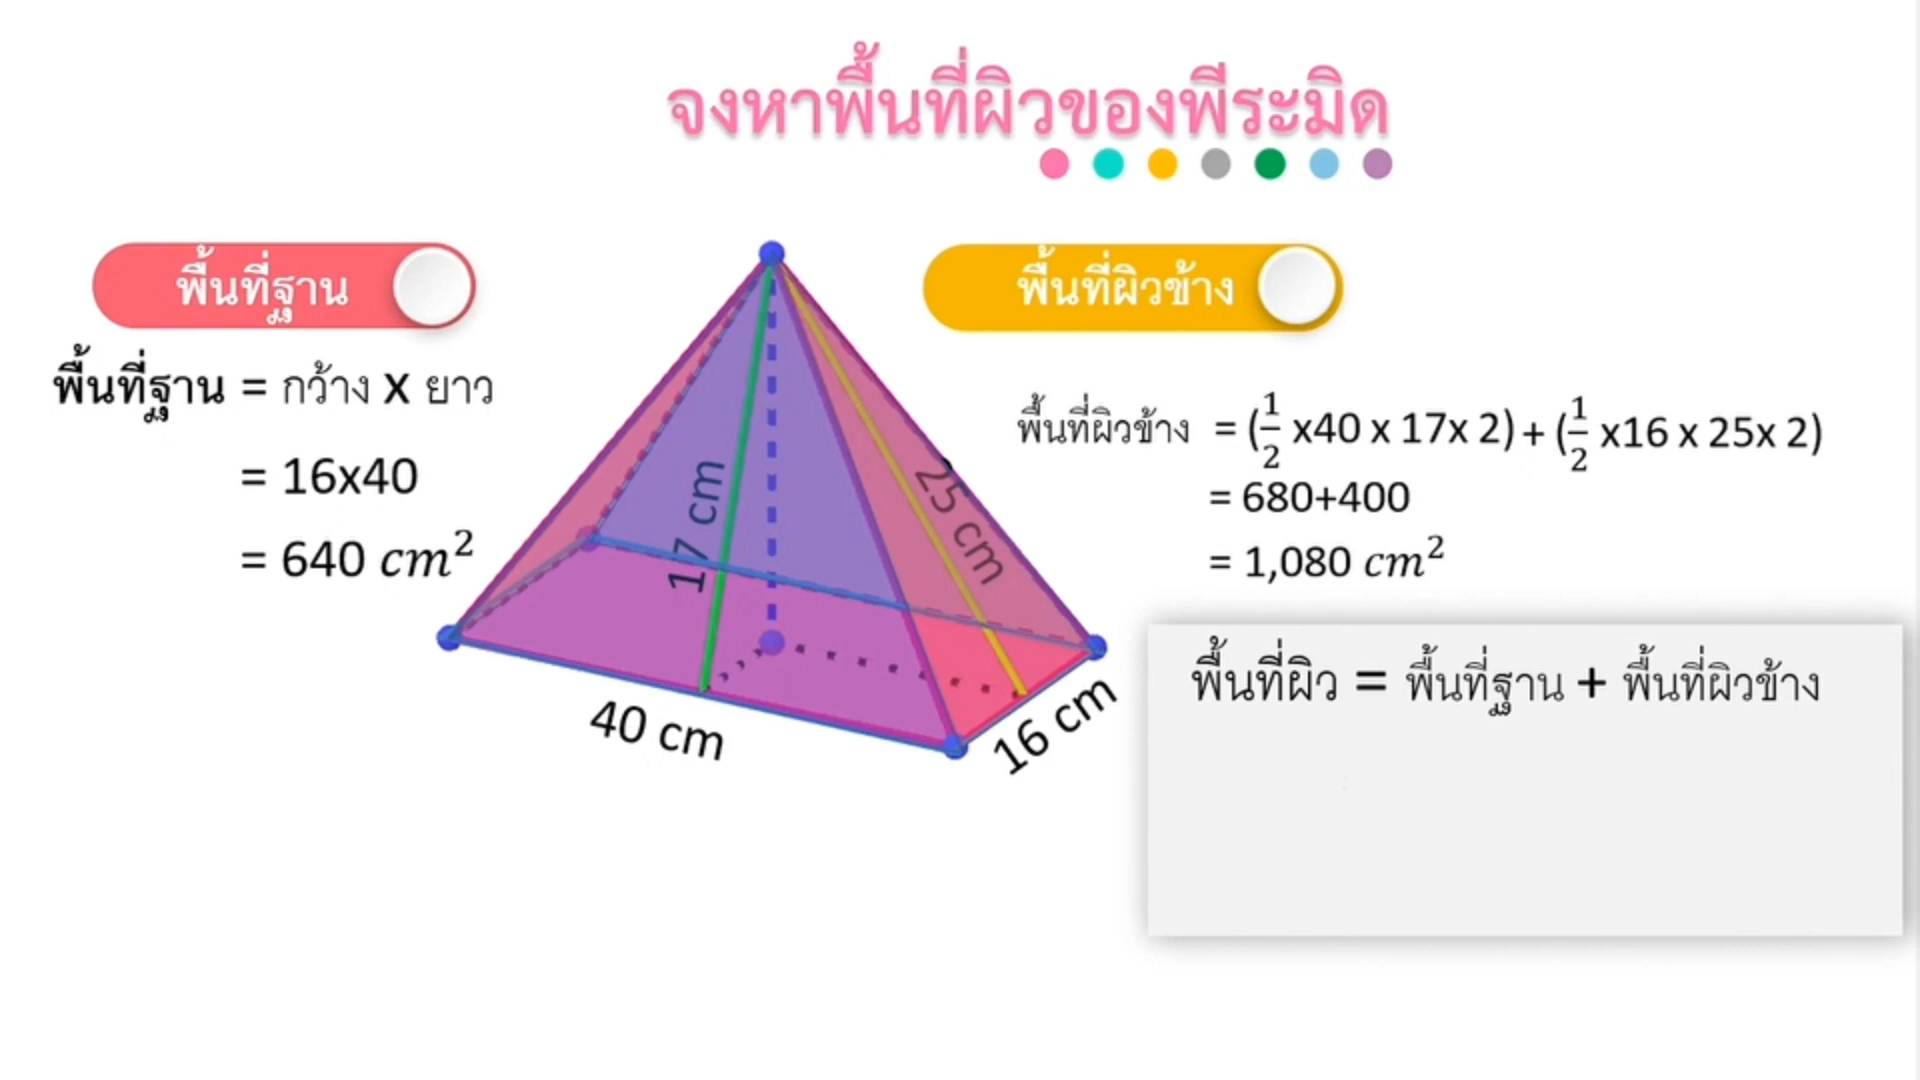 จงหาพื้นที่ผิวของพีระมิด
พื้นที่ฐาน
พื้นที่ฐาน = กว้าง x ยาว
= 16x40
= 640 cm²
17 cm
25 cm
40 cm
16 cm
พื้นที่ผิวข้าง
พื้นที่ผิวข้าง = (1/2 x40 x 17x 2) + (1/2 x16 x 25x 2)
= 680+400
= 1,080 cm²
พื้นที่ผิว = พื้นที่ฐาน + พื้นที่ผิวข้าง